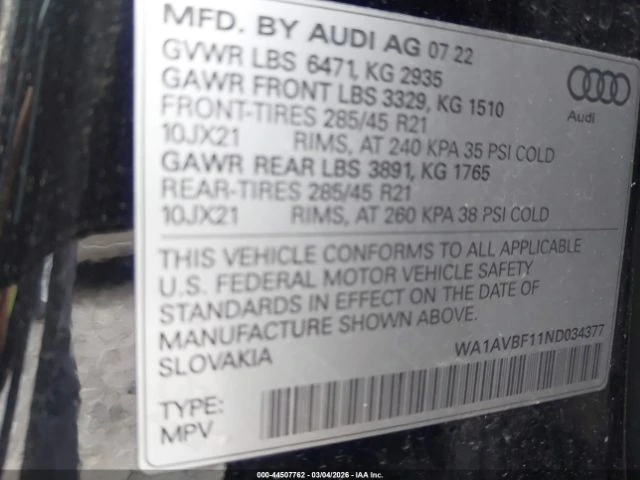 MFD. BY AUDI AG 07 22
GVWR LBS 6471, KG 2935
GAWR FRONT LBS 3329, KG 1510
FRONT-TIRES 285/45 R21
10JX21 RIMS, AT 240 KPA 35 PSI COLD
GAWR REAR LBS 3891, KG 1765
REAR-TIRES 285/45 R21
10JX21 RIMS, AT 260 KPA 38 PSI COLD
Audi
THIS VEHICLE CONFORMS TO ALL APPLICABLE
U.S. FEDERAL MOTOR VEHICLE SAFETY
STANDARDS IN EFFECT ON THE DATE OF
MANUFACTURE SHOWN ABOVE.
SLOVAKIA
WA1AVBF11ND034377
TYPE:
MPV
000-44507762 - 03/04/2026 - IAA Inc.